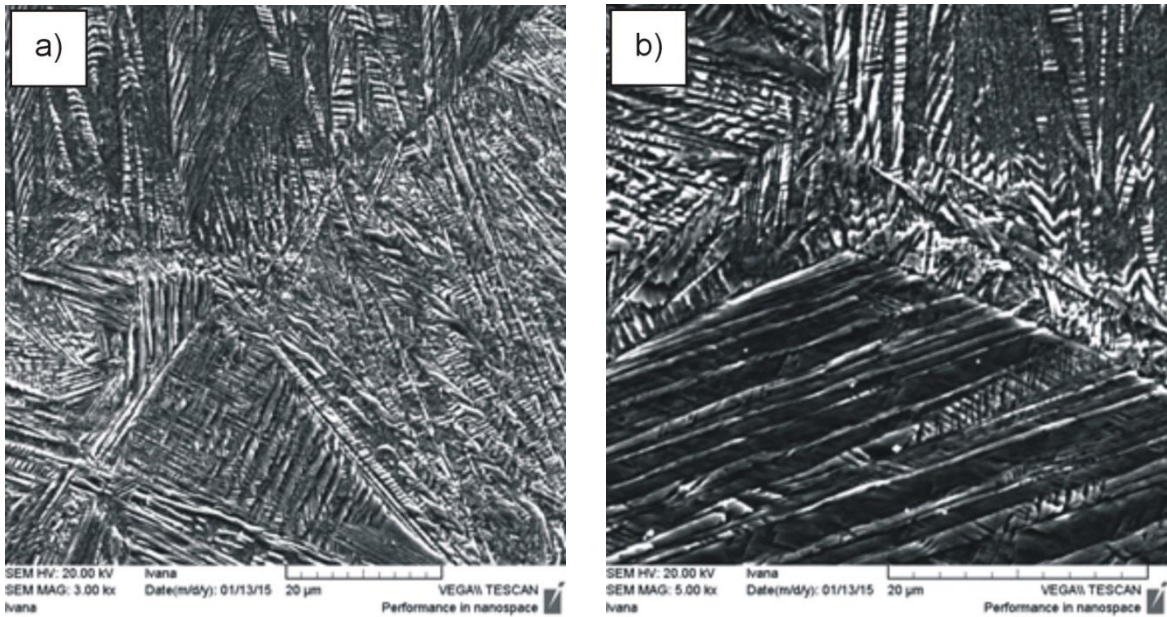 a)
SEM HV: 20.00 kV Ivana
SEM MAG: 3.00 kx Date(m/d/y): 01/13/15 20 µm VEGA\\ TESCAN
Ivana Performance in nanospace
b)
SEM HV: 20.00 kV Ivana
SEM MAG: 5.00 kx Date(m/d/y): 01/13/15 20 µm VEGA\\ TESCAN
Ivana Performance in nanospace